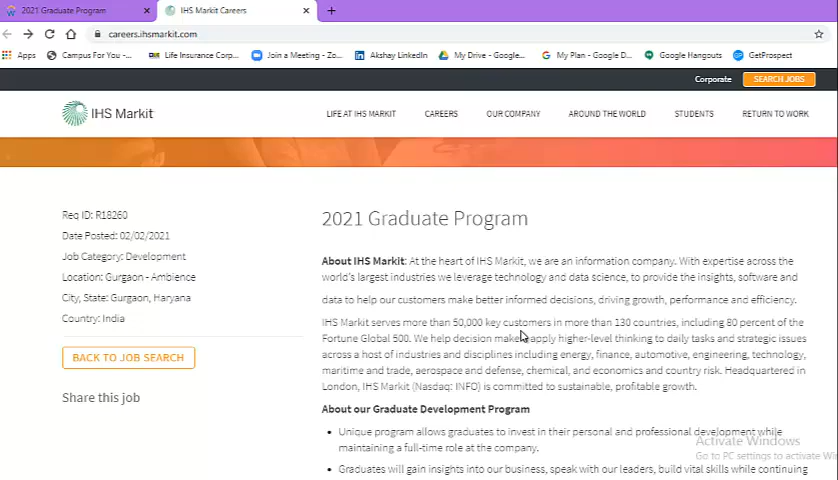 2021 Graduate Program
IHS Markit Careers
careers.ihsmarkit.com
Apps Campus For You -... Life Insurance Corp... Join a Meeting - Zo... Akshay LinkedIn My Drive - Google... My Plan - Google D... Google Hangouts GetProspect
Corporate SEARCH JOBS
IHS Markit LIFE AT IHS MARKIT CAREERS OUR COMPANY AROUND THE WORLD STUDENTS RETURN TO WORK
Req ID: R18260
Date Posted: 02/02/2021
Job Category: Development
Location: Gurgaon - Ambience
City, State: Gurgaon, Haryana
Country: India
BACK TO JOB SEARCH
Share this job
2021 Graduate Program
About IHS Markit: At the heart of IHS Markit, we are an information company. With expertise across the
world's largest industries we leverage technology and data science, to provide the insights, software and
data to help our customers make better informed decisions, driving growth, performance and efficiency.
IHS Markit serves more than 50,000 key customers in more than 130 countries, including 80 percent of the
Fortune Global 500. We help decision makers apply higher-level thinking to daily tasks and strategic issues
across a host of industries and disciplines including energy, finance, automotive, engineering, technology,
maritime and trade, aerospace and defense, chemical, and economics and country risk. Headquartered in
London, IHS Markit (Nasdaq: INFO) is committed to sustainable, profitable growth.
About our Graduate Development Program
• Unique program allows graduates to invest in their personal and professional development while
maintaining a full-time role at the company.
• Graduates will gain insights into our business, speak with our leaders, build vital skills while continuing
Activate Windows
Go to PC settings to activate Win